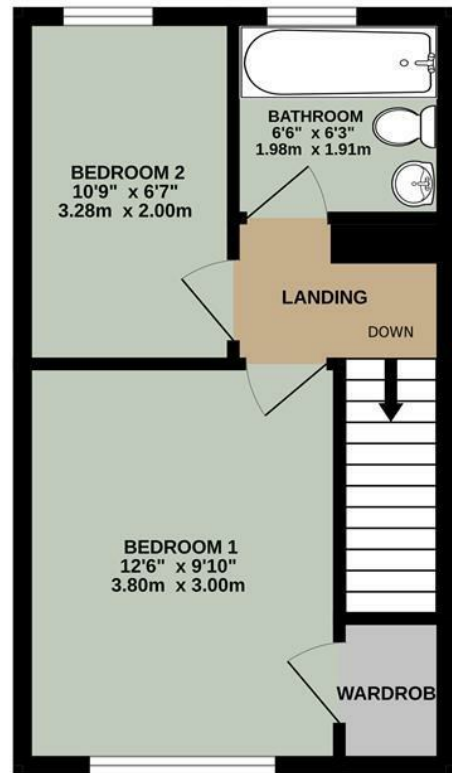 BATHROOM
6'6" x 6'3"
1.98m x 1.91m
BEDROOM 2
10'9" x 6'7"
3.28m x 2.00m
LANDING
DOWN
BEDROOM 1
12'6" x 9'10"
3.80m x 3.00m
WARDROB